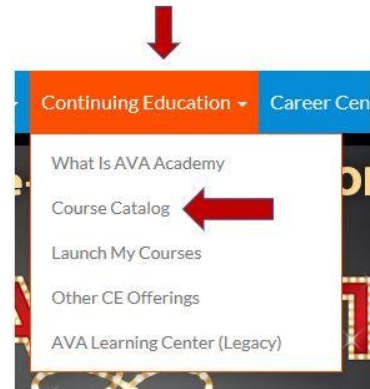 Continuing Education Career Cen
What Is AVA Academy
Course Catalog
Launch My Courses
Other CE Offerings
AVA Learning Center (Legacy)